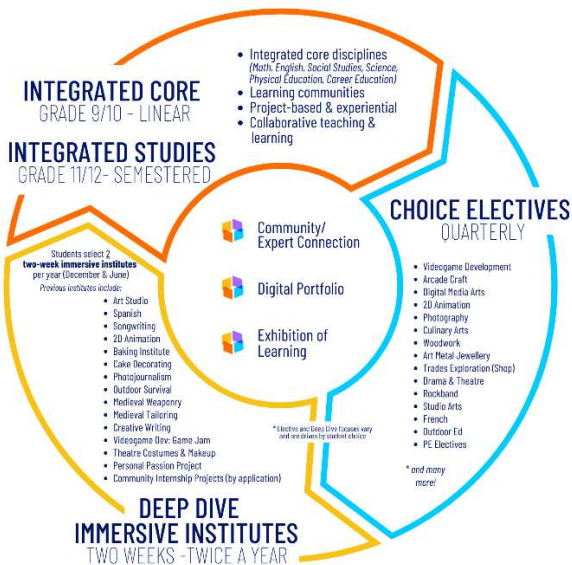 INTEGRATED CORE
GRADE 9/10 - LINEAR
INTEGRATED STUDIES
GRADE 11/12- SEMESTERED
• Integrated core disciplines
(Math, English, Social Studies, Science,
Physical Education, Career Education)
• Learning communities
• Project-based & experiential
• Collaborative teaching &
learning
CHOICE ELECTIVES
QUARTERLY
• Videogame Development
• Arcade Craft
• Digital Media Arts
• 2D Animation
• Photography
• Culinary Arts
• Woodwork
• Art Metal Jewellery
• Trades Exploration (Shop)
• Drama & Theatre
• Rockband
• Studio Arts
• French
• Outdoor Ed
• PE Electives
* and many
more!
Community/
Expert Connection
Digital Portfolio
Exhibition of
Learning
* Elective and Deep Dive focuses vary
and are driven by student choice
Students select 2
two-week immersive institutes
per year (December & June)
Previous institutes include:
• Art Studio
• Spanish
• Songwriting
• 2D Animation
• Baking Institute
• Cake Decorating
• Photojournalism
• Outdoor Survival
• Medieval Weaponry
• Medieval Tailoring
• Creative Writing
• Videogame Dev: Game Jam
• Theatre Costumes & Makeup
• Personal Passion Project
• Community Internship Projects (by application)
DEEP DIVE
IMMERSIVE INSTITUTES
TWO WEEKS -TWICE A YEAR